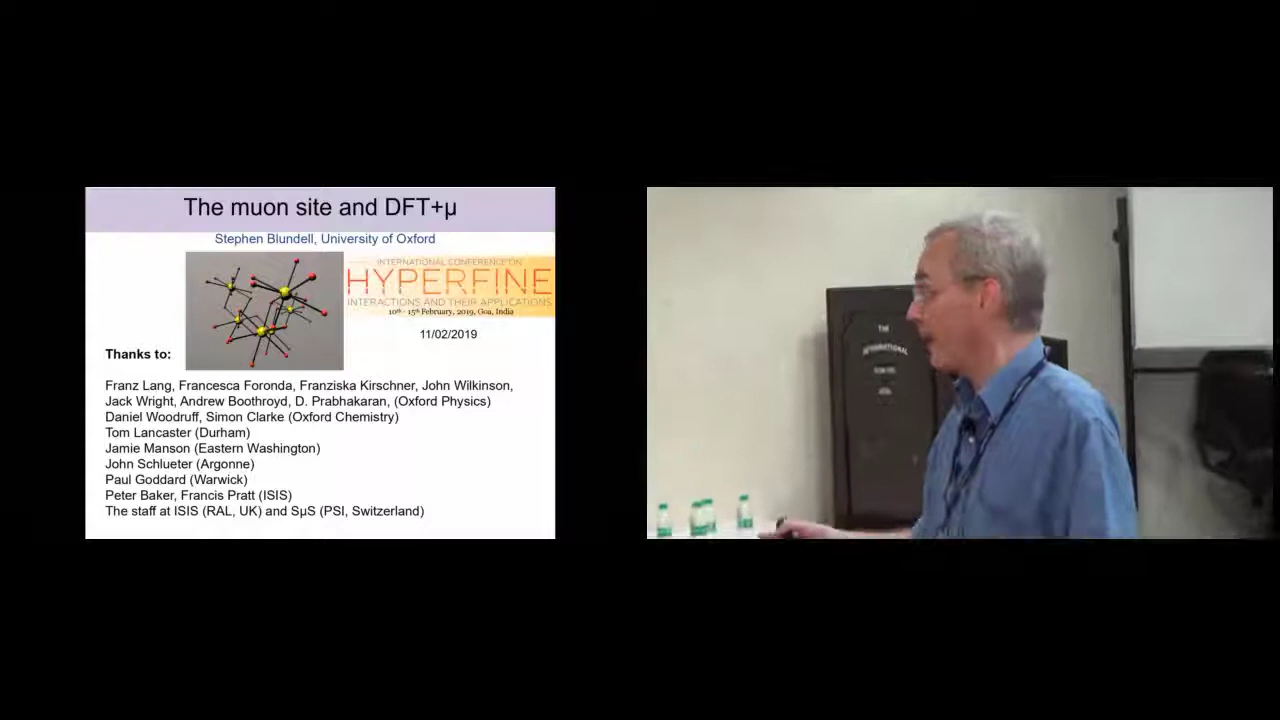 The muon site and DFT+μ
Stephen Blundell, University of Oxford
INTERNATIONAL CONFERENCE ON
HYPERFINE
INTERACTIONS AND THEIR APPLICATIONS
10th - 15th February, 2019, Goa, India
11/02/2019
Thanks to:
Franz Lang, Francesca Foronda, Franziska Kirschner, John Wilkinson,
Jack Wright, Andrew Boothroyd, D. Prabhakaran, (Oxford Physics)
Daniel Woodruff, Simon Clarke (Oxford Chemistry)
Tom Lancaster (Durham)
Jamie Manson (Eastern Washington)
John Schlueter (Argonne)
Paul Goddard (Warwick)
Peter Baker, Francis Pratt (ISIS)
The staff at ISIS (RAL, UK) and SμS (PSI, Switzerland)
THE
INTERNATIONAL